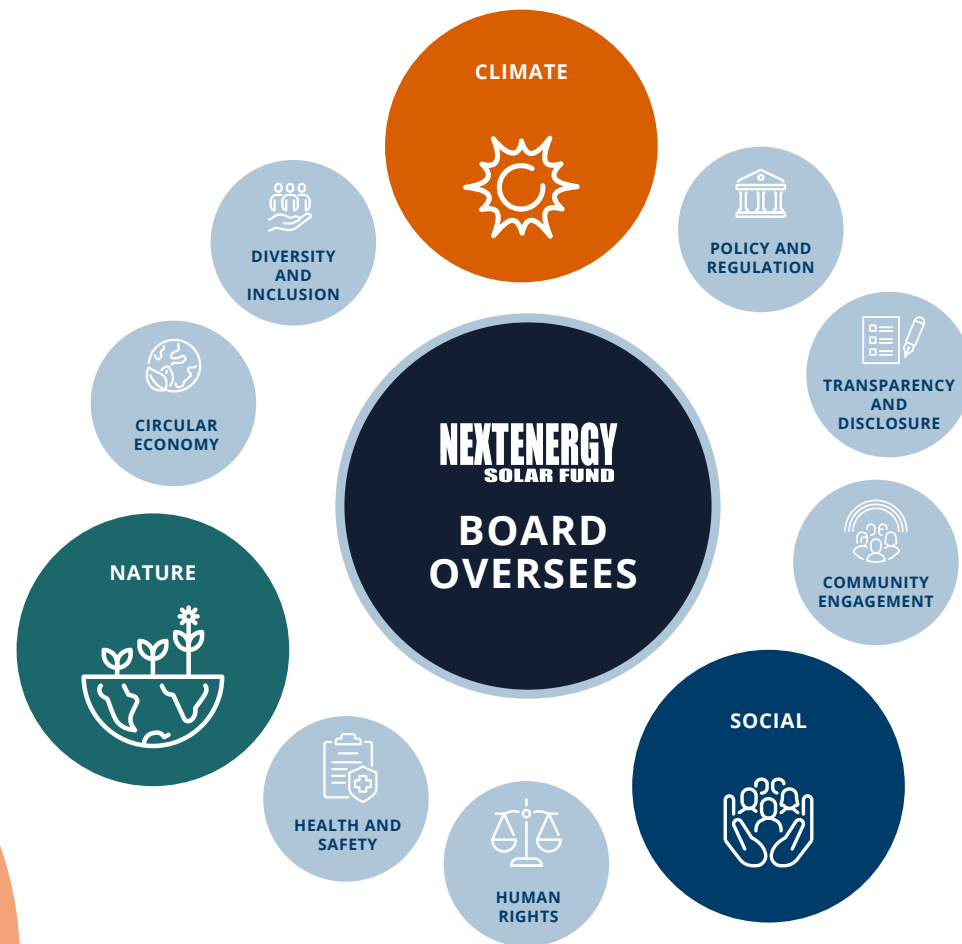 CLIMATE
POLICY AND
REGULATION
DIVERSITY
AND
INCLUSION
TRANSPARENCY
AND
DISCLOSURE
CIRCULAR
ECONOMY
NEXTENERGY
SOLAR FUND
BOARD
OVERSEES
COMMUNITY
ENGAGEMENT
NATURE
SOCIAL
HEALTH AND
SAFETY
HUMAN
RIGHTS